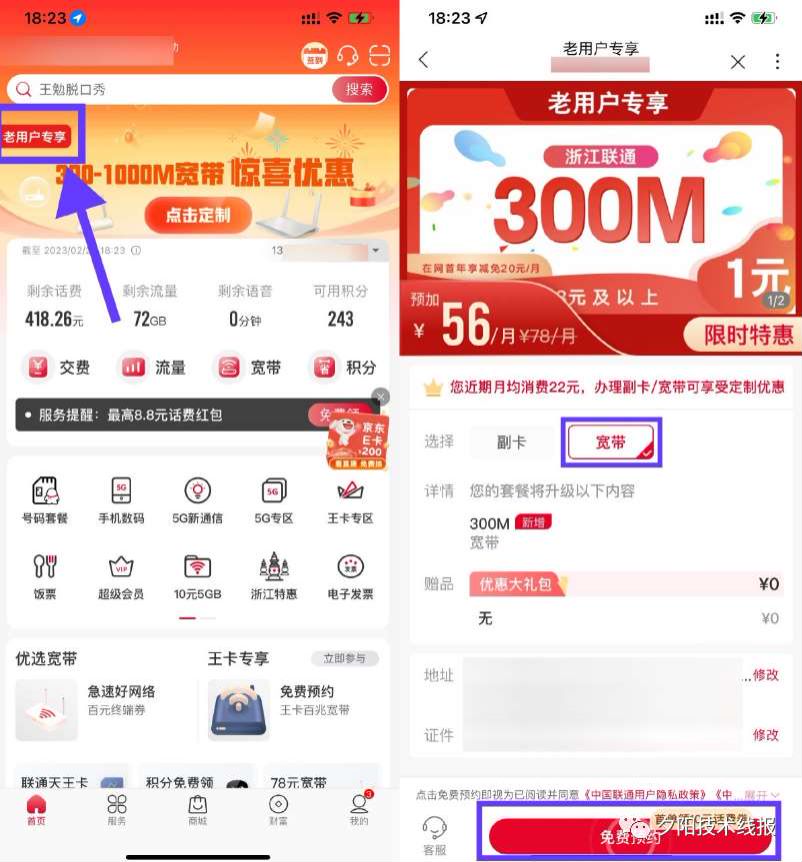 18:23
签到
王勉脱口秀
搜索
老用户专享
300-1000M宽带 惊喜优惠
点击定制
18:23
13
剩余话费
剩余流量
剩余语音
可用积分
418.26元
72GB
0分钟
243
交费
流量
宽带
积分
服务提醒：最高8.8元话费红包
京东
E卡
¥200
5G
5G
号码套餐
手机数码
5G新通信
5G专区
王卡专区
VIP
发票
饭票
超级会员
10元5GB
浙江特惠
电子发票
优选宽带
王卡专享
立即参与
急速好网络
百元终端券
免费预约
王卡百兆宽带
联通天王卡
积分免费领
78元宽带
3
首页
服务
商城
财富
我的
18:23
老用户专享
老用户专享
浙江联通
300M
在网首年享减免20元/月
元及以上
1元
1/2
预加
¥56/月¥78/月
限时特惠
您近期月均消费22元，办理副卡/宽带可享受定制优惠
选择
副卡
宽带
详情
您的套餐将升级以下内容
300M 新增
宽带
赠品
优惠大礼包
¥0
无
¥0
地址
...修改
证件
修改
点击免费预约即视为已阅读并同意《中国联通用户隐私政策》《中...展开
客服
免费预约
夕阳技术线报